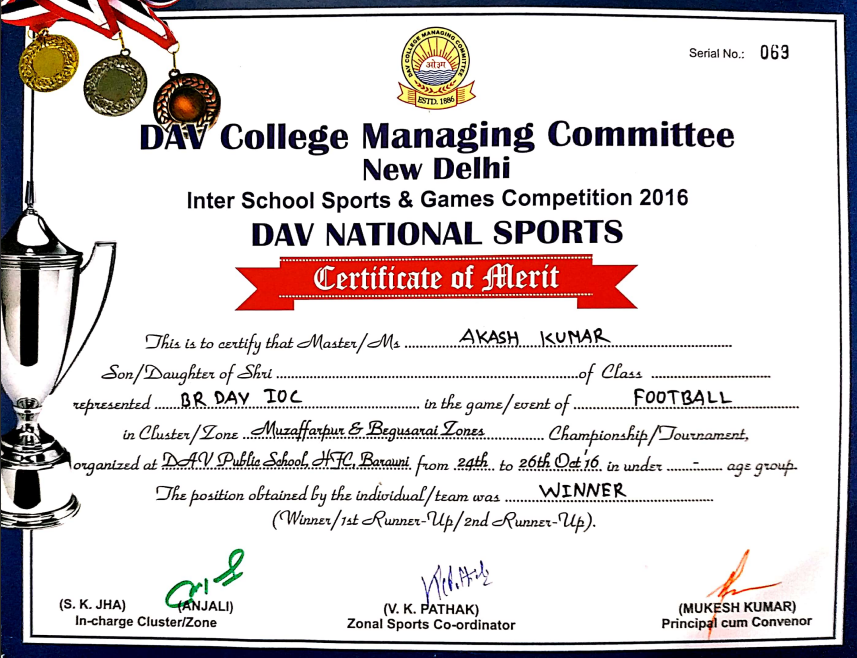 Serial No.: 063
DAV COLLEGE MANAGING COMMITTEE
ओ३म्
ESTD. 1886
DAV College Managing Committee
New Delhi
Inter School Sports & Games Competition 2016
DAV NATIONAL SPORTS
Certificate of Merit
This is to certify that Master/Ms AKASH KUMAR
Son/Daughter of Shri of Class
represented BR DAV IOC in the game/event of FOOTBALL
in Cluster/Zone Muzaffarpur & Begusarai Zones Championship/Tournament,
organized at DAV Public School, HFC, Barauni from 24th to 26th Oct'16 in under - age group.
The position obtained by the individual/team was WINNER
(Winner/1st Runner-Up/2nd Runner-Up).
(S. K. JHA) (ANJALI) (V. K. PATHAK) (MUKESH KUMAR)
In-charge Cluster/Zone Zonal Sports Co-ordinator Principal cum Convenor